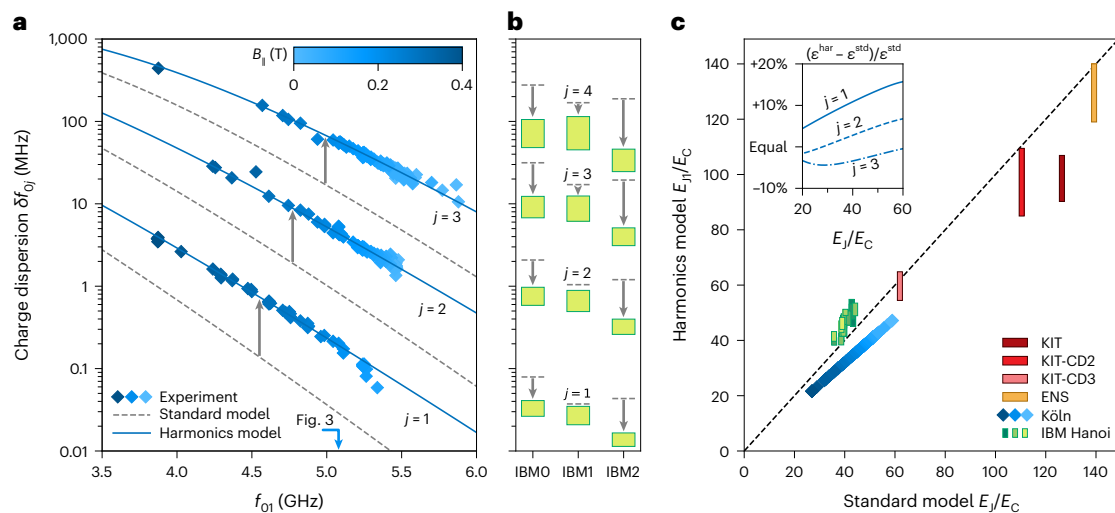 a
Charge dispersion δf0j (MHz)
1,000
100
10
1
0.1
0.01
B∥ (T)
0
0.2
0.4
j = 3
j = 2
j = 1
Experiment
Standard model
Harmonics model
Fig. 3
3.5
4.0
4.5
5.0
5.5
6.0
f01 (GHz)
b
j = 4
j = 3
j = 2
j = 1
IBM0 IBM1 IBM2
c
Harmonics model EJ1/EC
140
120
100
80
60
40
20
0
(εhar − εstd)/εstd
+20%
+10%
Equal
−10%
j = 1
j = 2
j = 3
20
40
60
EJ/EC
KIT
KIT-CD2
KIT-CD3
ENS
Köln
IBM Hanoi
0
20
40
60
80
100
120
140
Standard model EJ/EC